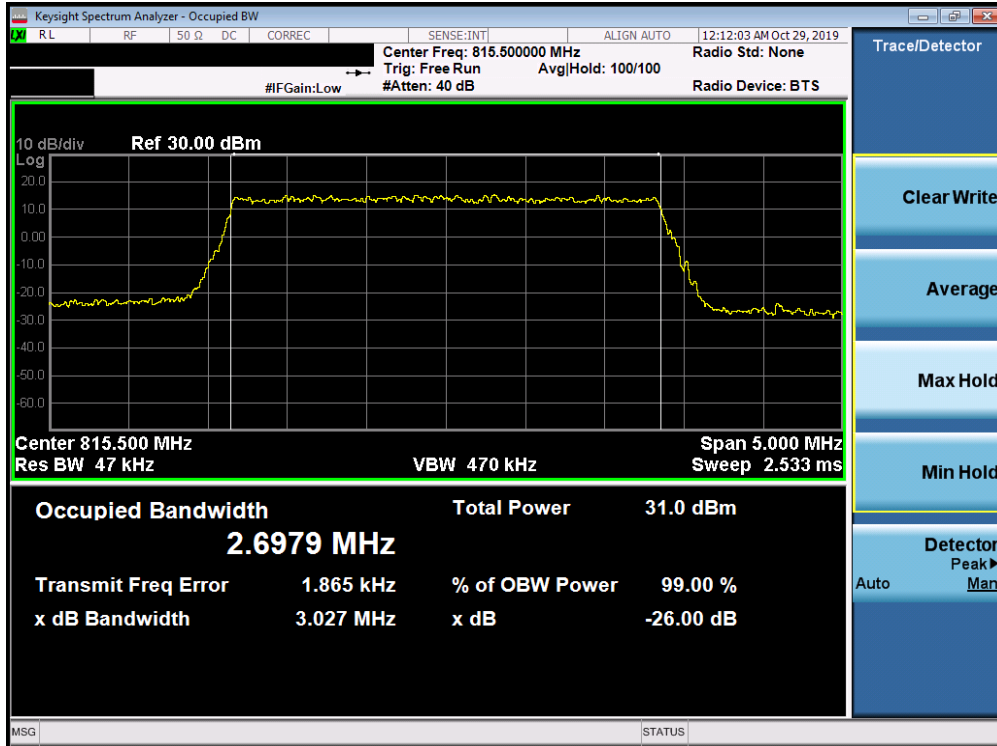 Keysight Spectrum Analyzer - Occupied BW
LXI RL RF 50 Ω DC CORREC SENSE:INT ALIGN AUTO 12:12:03 AM Oct 29, 2019
Center Freq: 815.500000 MHz Radio Std: None
Trig: Free Run Avg|Hold: 100/100
#IFGain:Low #Atten: 40 dB Radio Device: BTS
Trace/Detector
10 dB/div Ref 30.00 dBm
Log
20.0
10.0
0.00
-10.0
-20.0
-30.0
-40.0
-50.0
-60.0
Center 815.500 MHz Span 5.000 MHz
Res BW 47 kHz VBW 470 kHz Sweep 2.533 ms
Occupied Bandwidth Total Power 31.0 dBm
2.6979 MHz
Transmit Freq Error 1.865 kHz % of OBW Power 99.00 %
x dB Bandwidth 3.027 MHz x dB -26.00 dB
Clear Write
Average
Max Hold
Min Hold
Detector
Peak▶
Auto Man
MSG STATUS